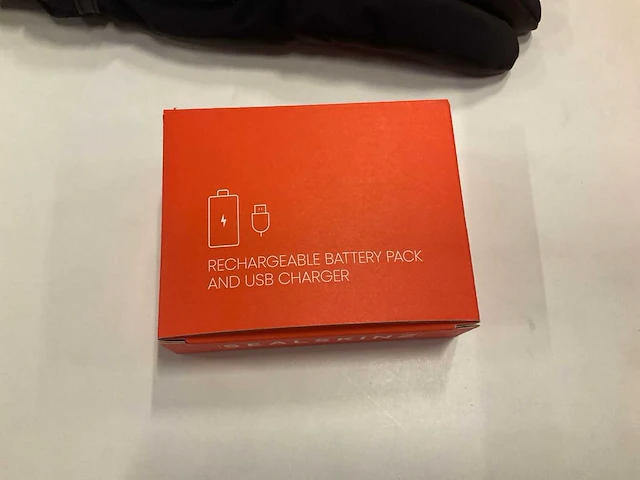 RECHARGEABLE BATTERY PACK
AND USB CHARGER
SEALSKINZ